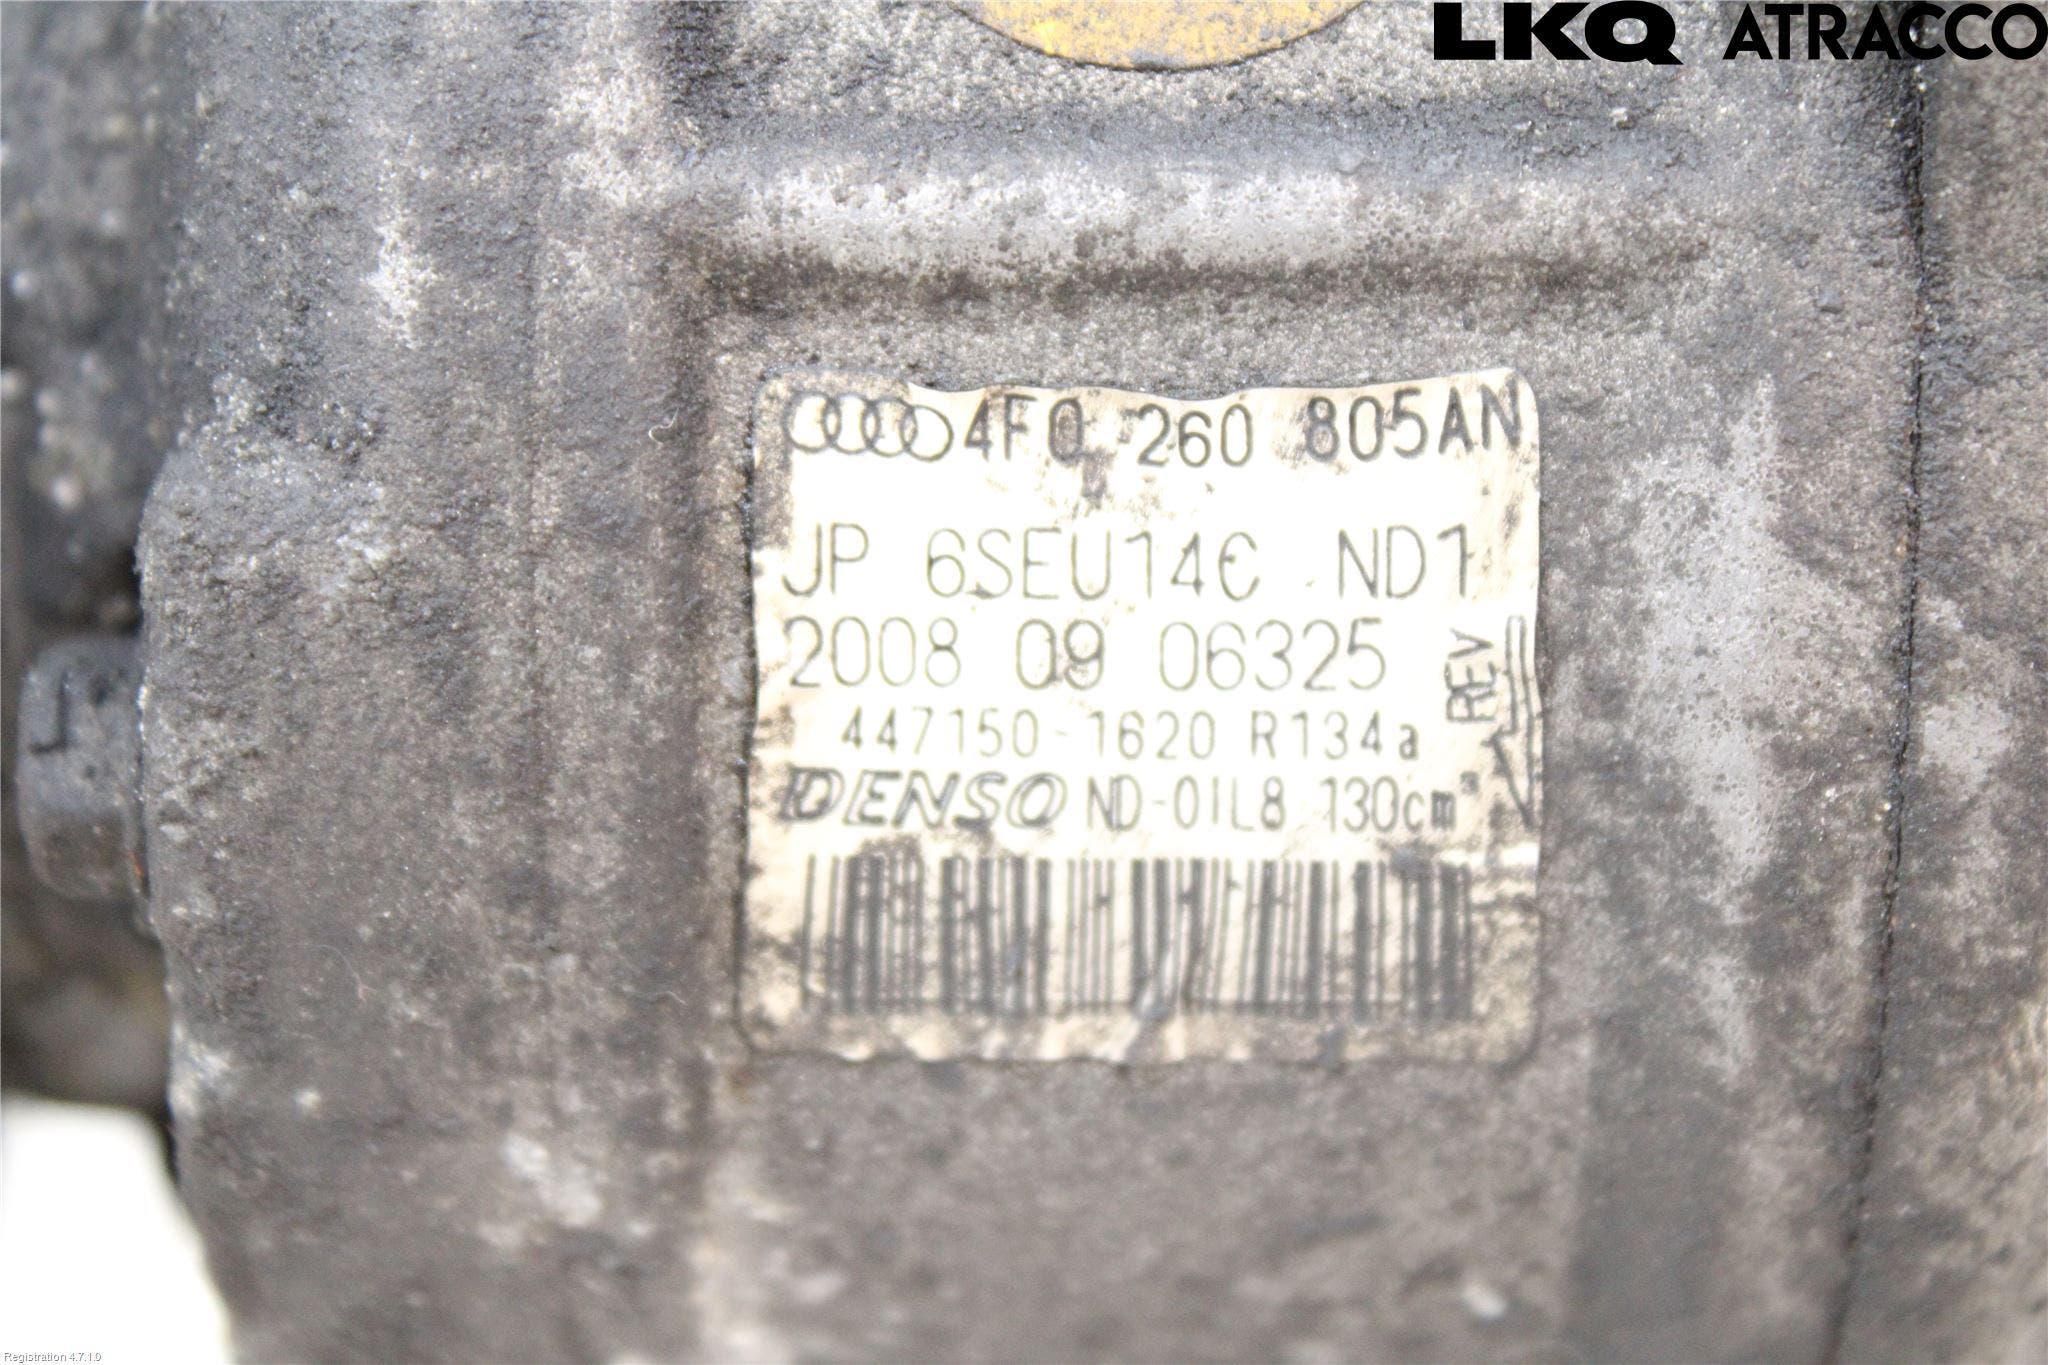 LKQ ATRACCO
4F0 260 805AN
JP 6SEU14C ND1
2008 09 06325
REV
447150-1620 R134a
DENSO ND-OIL8 130cm³
Registration 4.7.1.0